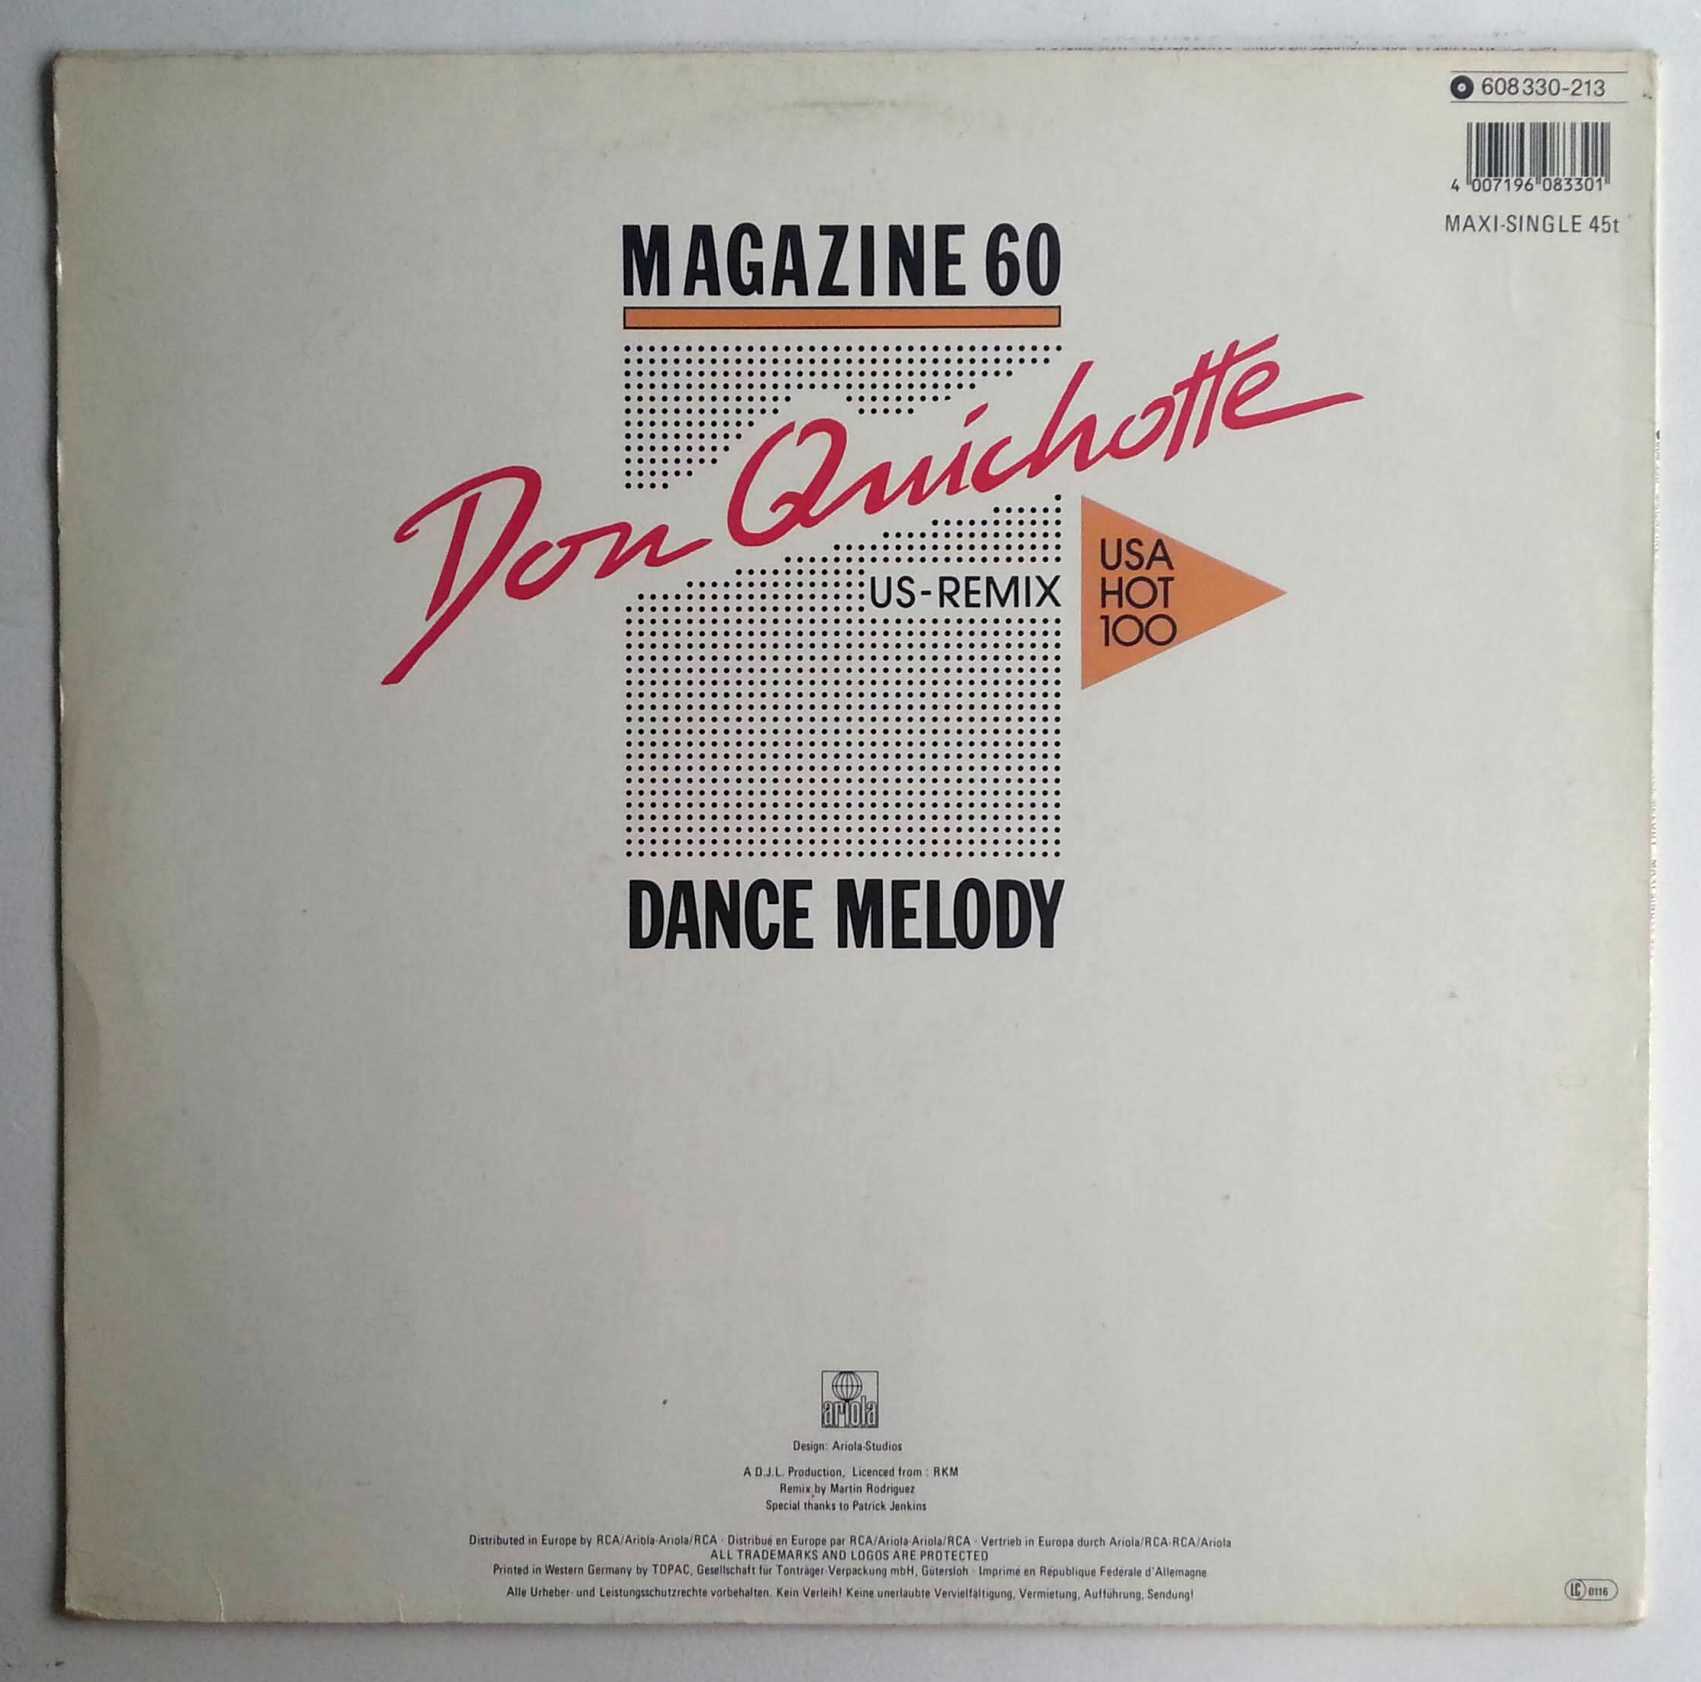 608 330-213
4 007196 083301
MAXI-SINGLE 45t
MAGAZINE 60
Don Quichotte
US-REMIX
USA
HOT
100
DANCE MELODY
ariola
Design: Ariola-Studios
A D.J.L. Production, Licenced from : RKM
Remix by Martin Rodriguez
Special thanks to Patrick Jenkins
Distributed in Europe by RCA/Ariola-Ariola/RCA · Distribué en Europe par RCA/Ariola-Ariola/RCA · Vertrieb in Europa durch Ariola/RCA-RCA/Ariola
ALL TRADEMARKS AND LOGOS ARE PROTECTED
Printed in Western Germany by TOPAC, Gesellschaft für Tonträger-Verpackung mbH, Gütersloh · Imprimé en République Fédérale d'Allemagne
Alle Urheber- und Leistungsschutzrechte vorbehalten. Kein Verleih! Keine unerlaubte Vervielfältigung, Vermietung, Aufführung, Sendung!
LC 0116